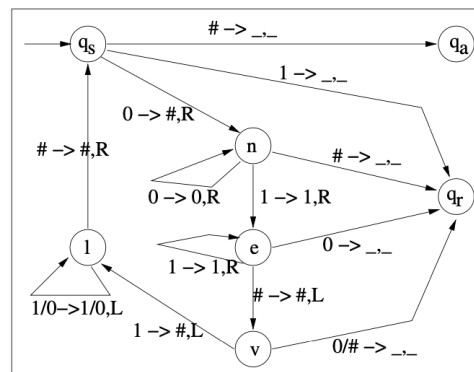 # -> _,_
q_s
q_a
1 -> _,_
0 -> #,R
# -> #,R
n
# -> _,_
0 -> 0,R
1 -> 1,R
q_r
l
e
0 -> _,_
1 -> 1,R
# -> #,L
1/0->1/0,L
1 -> #,L
v
0/# -> _,_